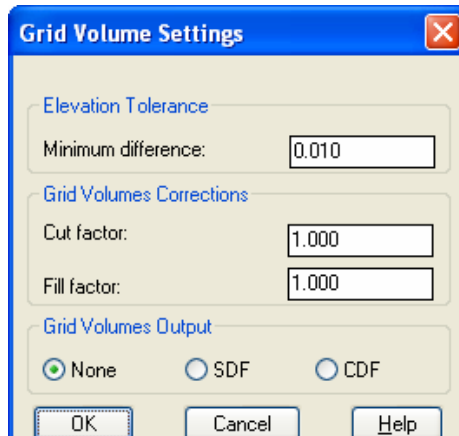 Grid Volume Settings
Elevation Tolerance
Minimum difference: 0.010
Grid Volumes Corrections
Cut factor: 1.000
Fill factor: 1.000
Grid Volumes Output
None SDF CDF
OK Cancel Help